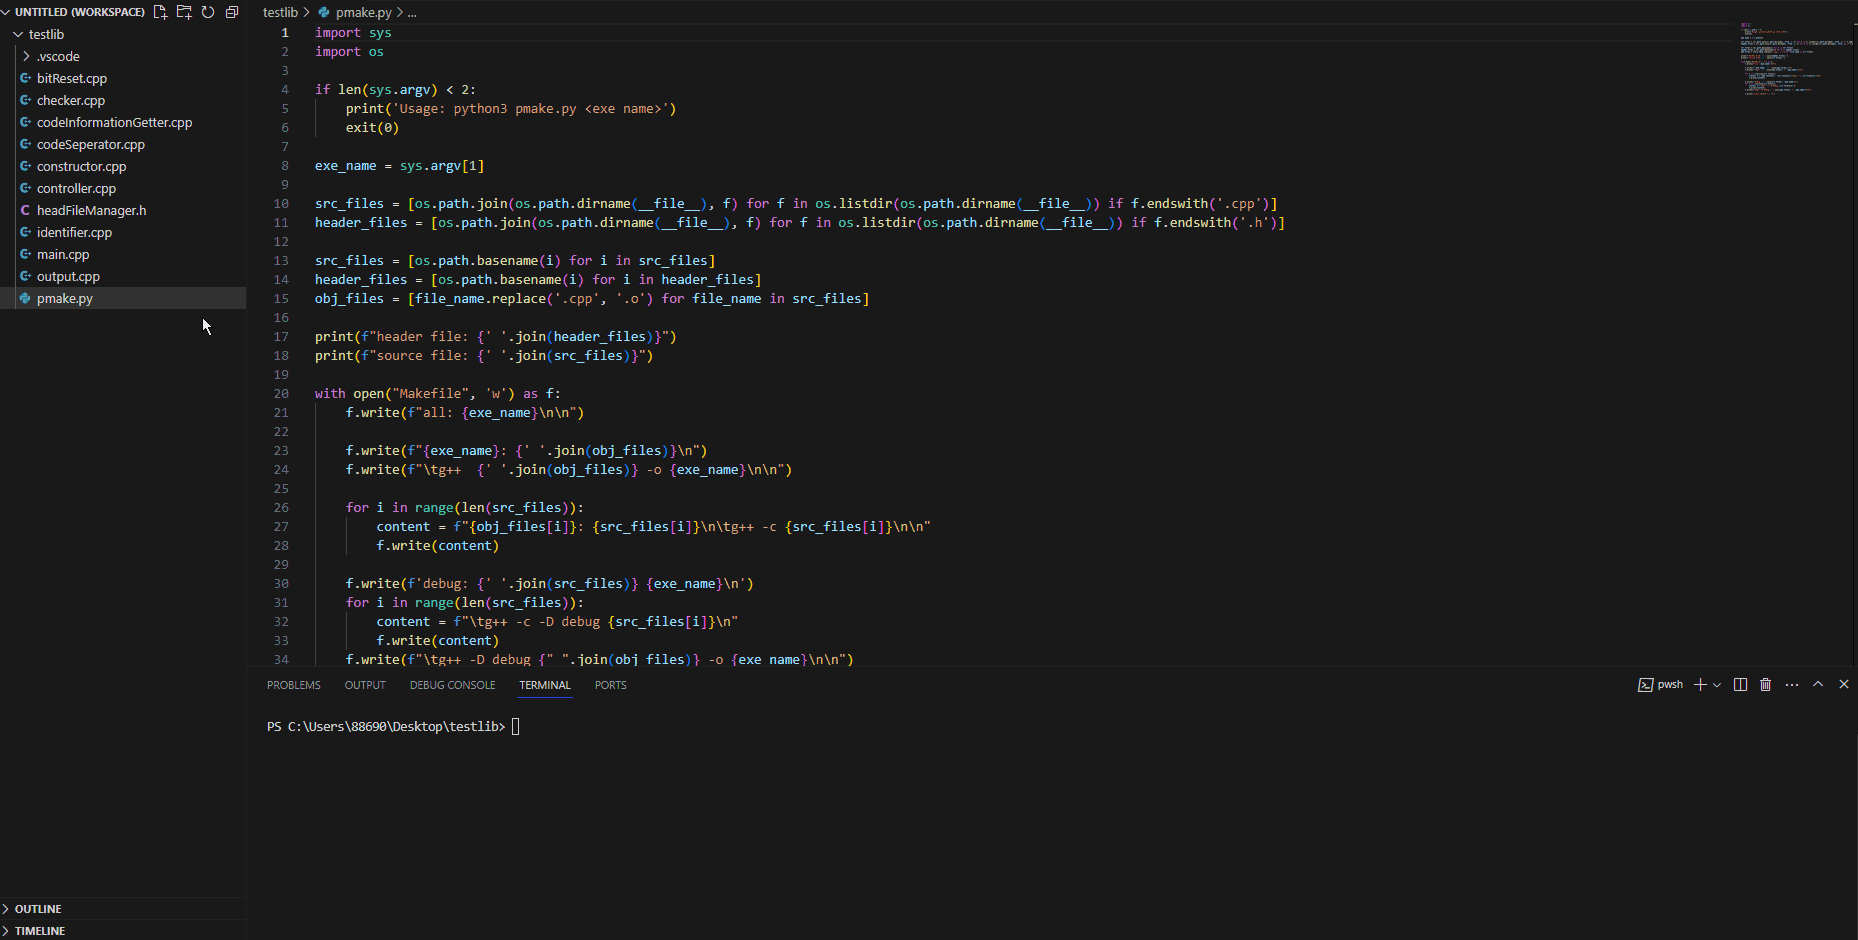 UNTITLED (WORKSPACE)
testlib
.vscode
bitReset.cpp
checker.cpp
codeInformationGetter.cpp
codeSeperator.cpp
constructor.cpp
controller.cpp
headFileManager.h
identifier.cpp
main.cpp
output.cpp
pmake.py
OUTLINE
TIMELINE
testlib > pmake.py > ...
1 import sys
2 import os
3
4 if len(sys.argv) < 2:
5     print('Usage: python3 pmake.py <exe name>')
6     exit(0)
7
8 exe_name = sys.argv[1]
9
10 src_files = [os.path.join(os.path.dirname(__file__), f) for f in os.listdir(os.path.dirname(__file__)) if f.endswith('.cpp')]
11 header_files = [os.path.join(os.path.dirname(__file__), f) for f in os.listdir(os.path.dirname(__file__)) if f.endswith('.h')]
12
13 src_files = [os.path.basename(i) for i in src_files]
14 header_files = [os.path.basename(i) for i in header_files]
15 obj_files = [file_name.replace('.cpp', '.o') for file_name in src_files]
16
17 print(f"header file: {' '.join(header_files)}")
18 print(f"source file: {' '.join(src_files)}")
19
20 with open("Makefile", 'w') as f:
21     f.write(f"all: {exe_name}\n\n")
22
23     f.write(f"{exe_name}: {' '.join(obj_files)}\n")
24     f.write(f"\tg++  {' '.join(obj_files)} -o {exe_name}\n\n")
25
26     for i in range(len(src_files)):
27         content = f"{obj_files[i]}: {src_files[i]}\n\tg++ -c {src_files[i]}\n\n"
28         f.write(content)
29
30     f.write(f'debug: {' '.join(src_files)} {exe_name}\n')
31     for i in range(len(src_files)):
32         content = f"\tg++ -c -D debug {src_files[i]}\n"
33         f.write(content)
34     f.write(f"\tg++ -D debug {" ".join(obj_files)} -o {exe_name}\n\n")
PROBLEMS OUTPUT DEBUG CONSOLE TERMINAL PORTS
pwsh
PS C:\Users\88690\Desktop\testlib>